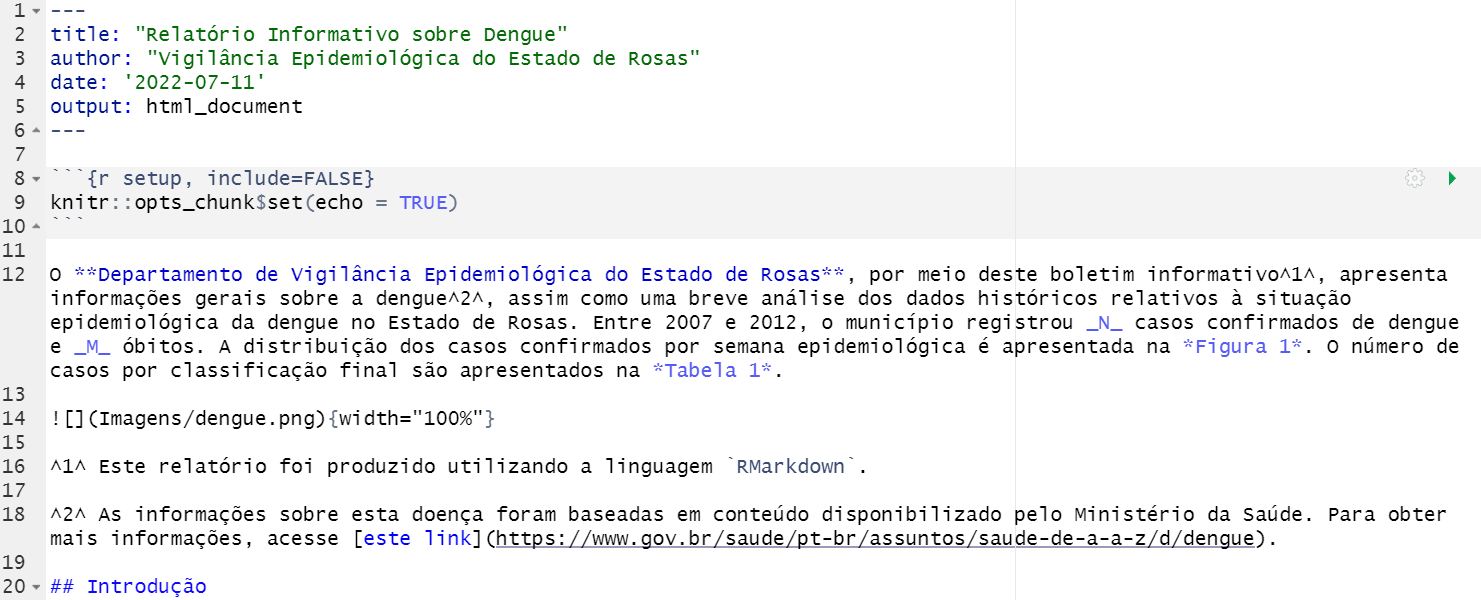 1 ---
2 title: "Relatório Informativo sobre Dengue"
3 author: "Vigilância Epidemiológica do Estado de Rosas"
4 date: '2022-07-11'
5 output: html_document
6 ---
7
8 ```{r setup, include=FALSE}
9 knitr::opts_chunk$set(echo = TRUE)
10 ```
11
12 O **Departamento de Vigilância Epidemiológica do Estado de Rosas**, por meio deste boletim informativo^1^, apresenta
informações gerais sobre a dengue^2^, assim como uma breve análise dos dados históricos relativos à situação
epidemiológica da dengue no Estado de Rosas. Entre 2007 e 2012, o município registrou _N_ casos confirmados de dengue
e _M_ óbitos. A distribuição dos casos confirmados por semana epidemiológica é apresentada na *Figura 1*. O número de
casos por classificação final são apresentados na *Tabela 1*.
13
14 ![](Imagens/dengue.png){width="100%"}
15
16 ^1^ Este relatório foi produzido utilizando a linguagem `RMarkdown`.
17
18 ^2^ As informações sobre esta doença foram baseadas em conteúdo disponibilizado pelo Ministério da Saúde. Para obter
mais informações, acesse [este link](https://www.gov.br/saude/pt-br/assuntos/saude-de-a-a-z/d/dengue).
19
20 ## Introdução